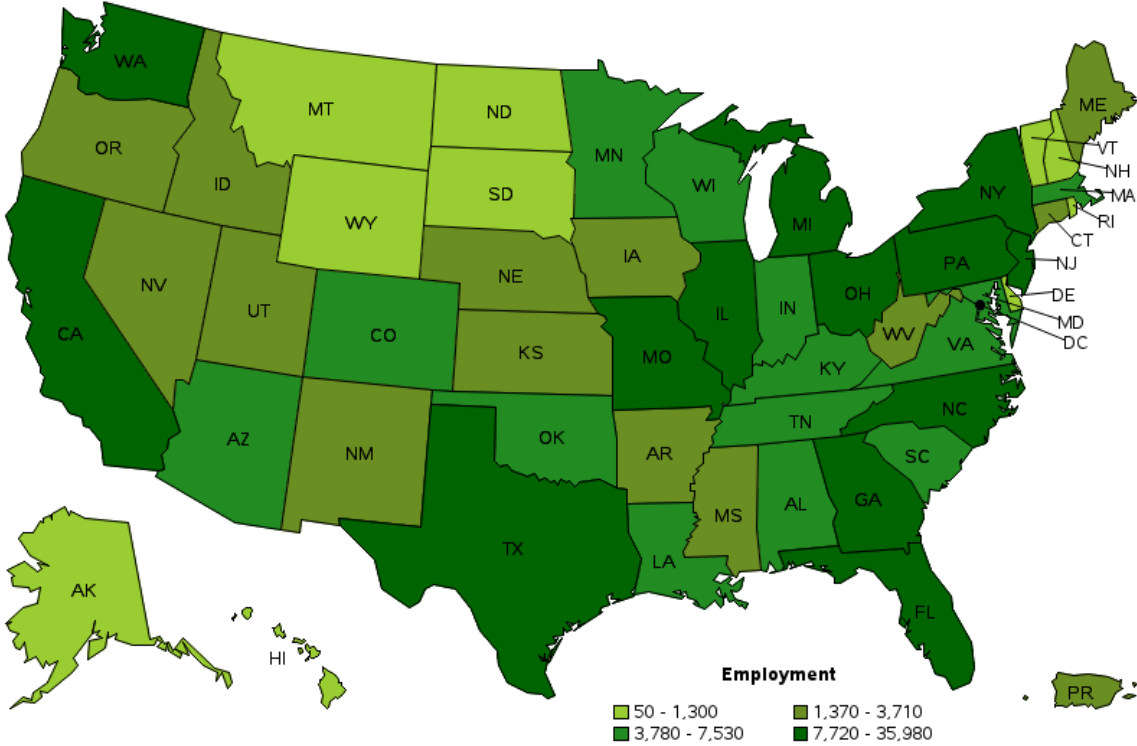 WA
MT
ND
ME
OR
ID
MN
VT
NH
SD
WI
NY
MA
WY
MI
RI
CT
IA
PA
NJ
NE
NV
UT
OH
DE
IL
IN
MD
CA
CO
WV
VA
DC
KS
MO
KY
NC
TN
AZ
OK
NM
AR
SC
GA
AL
MS
TX
LA
AK
FL
HI
PR
Employment
50 - 1,300
1,370 - 3,710
3,780 - 7,530
7,720 - 35,980